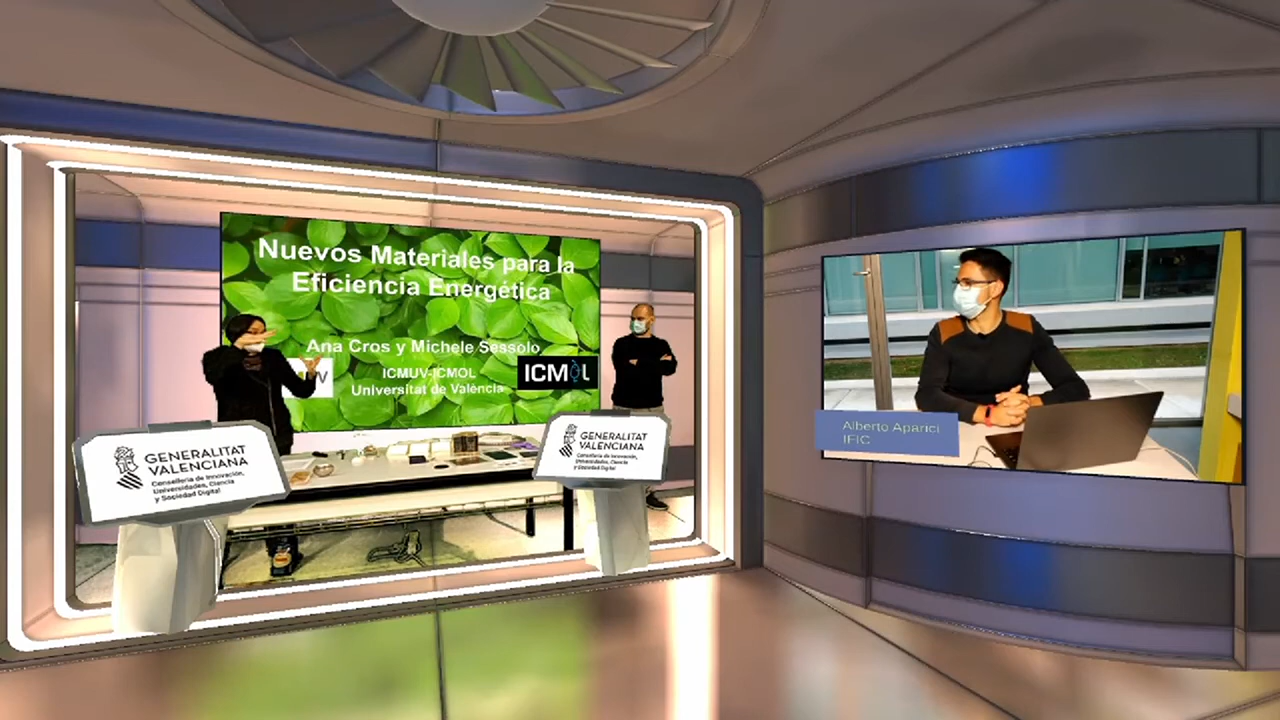 Nuevos Materiales para la
Eficiencia Energética
Ana Cros y Michele Sessolo
ICMUV-ICMOL
Universitat de València
ICMOL
GENERALITAT
VALENCIANA
Conselleria de Innovación,
Universidades, Ciencia
y Sociedad Digital
GENERALITAT
VALENCIANA
Conselleria de Innovación,
Universidades, Ciencia
y Sociedad Digital
Alberto Aparici
IFIC